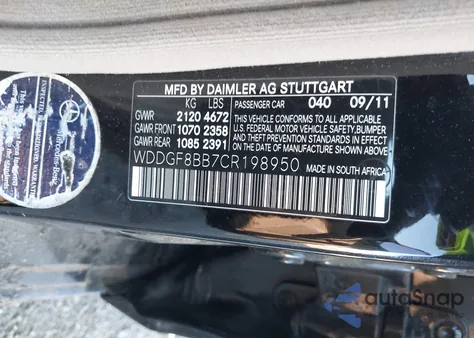 MFD BY DAIMLER AG STUTTGART
KG LBS
PASSENGER CAR 040 09/11
GVWR 2120 4672
GAWR FRONT 1070 2358
GAWR REAR 1085 2391
THIS VEHICLE CONFORMS TO ALL APPLICABLE
U.S. FEDERAL MOTOR VEHICLE SAFETY, BUMPER,
AND THEFT PREVENTION STANDARDS IN EFFECT
ON THE DATE OF MANUFACTURE SHOWN ABOVE.
WDDGF8BB7CR198950
MADE IN SOUTH AFRICA
Mercedes-Benz
autoSnap